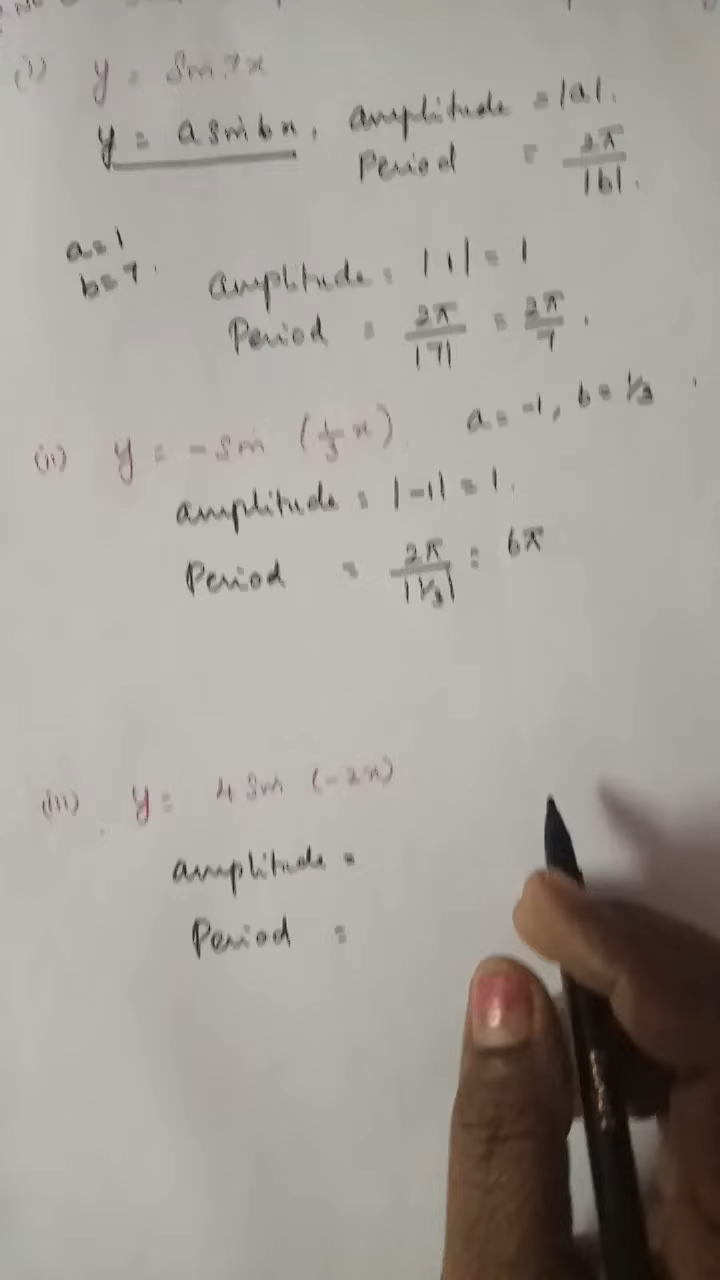 (i) y = sin 7x
y = a sin bx, amplitude = |a|.
Period = 2π/|b|.
a=1
b=7.
amplitude = |1| = 1
Period = 2π/|7| = 2π/7.
(ii) y = -sin (1/3 x) a = -1, b = 1/3
amplitude = |-1| = 1.
Period = 2π/|1/3| = 6π
(iii) y = 4 sin (-2x)
amplitude =
Period =